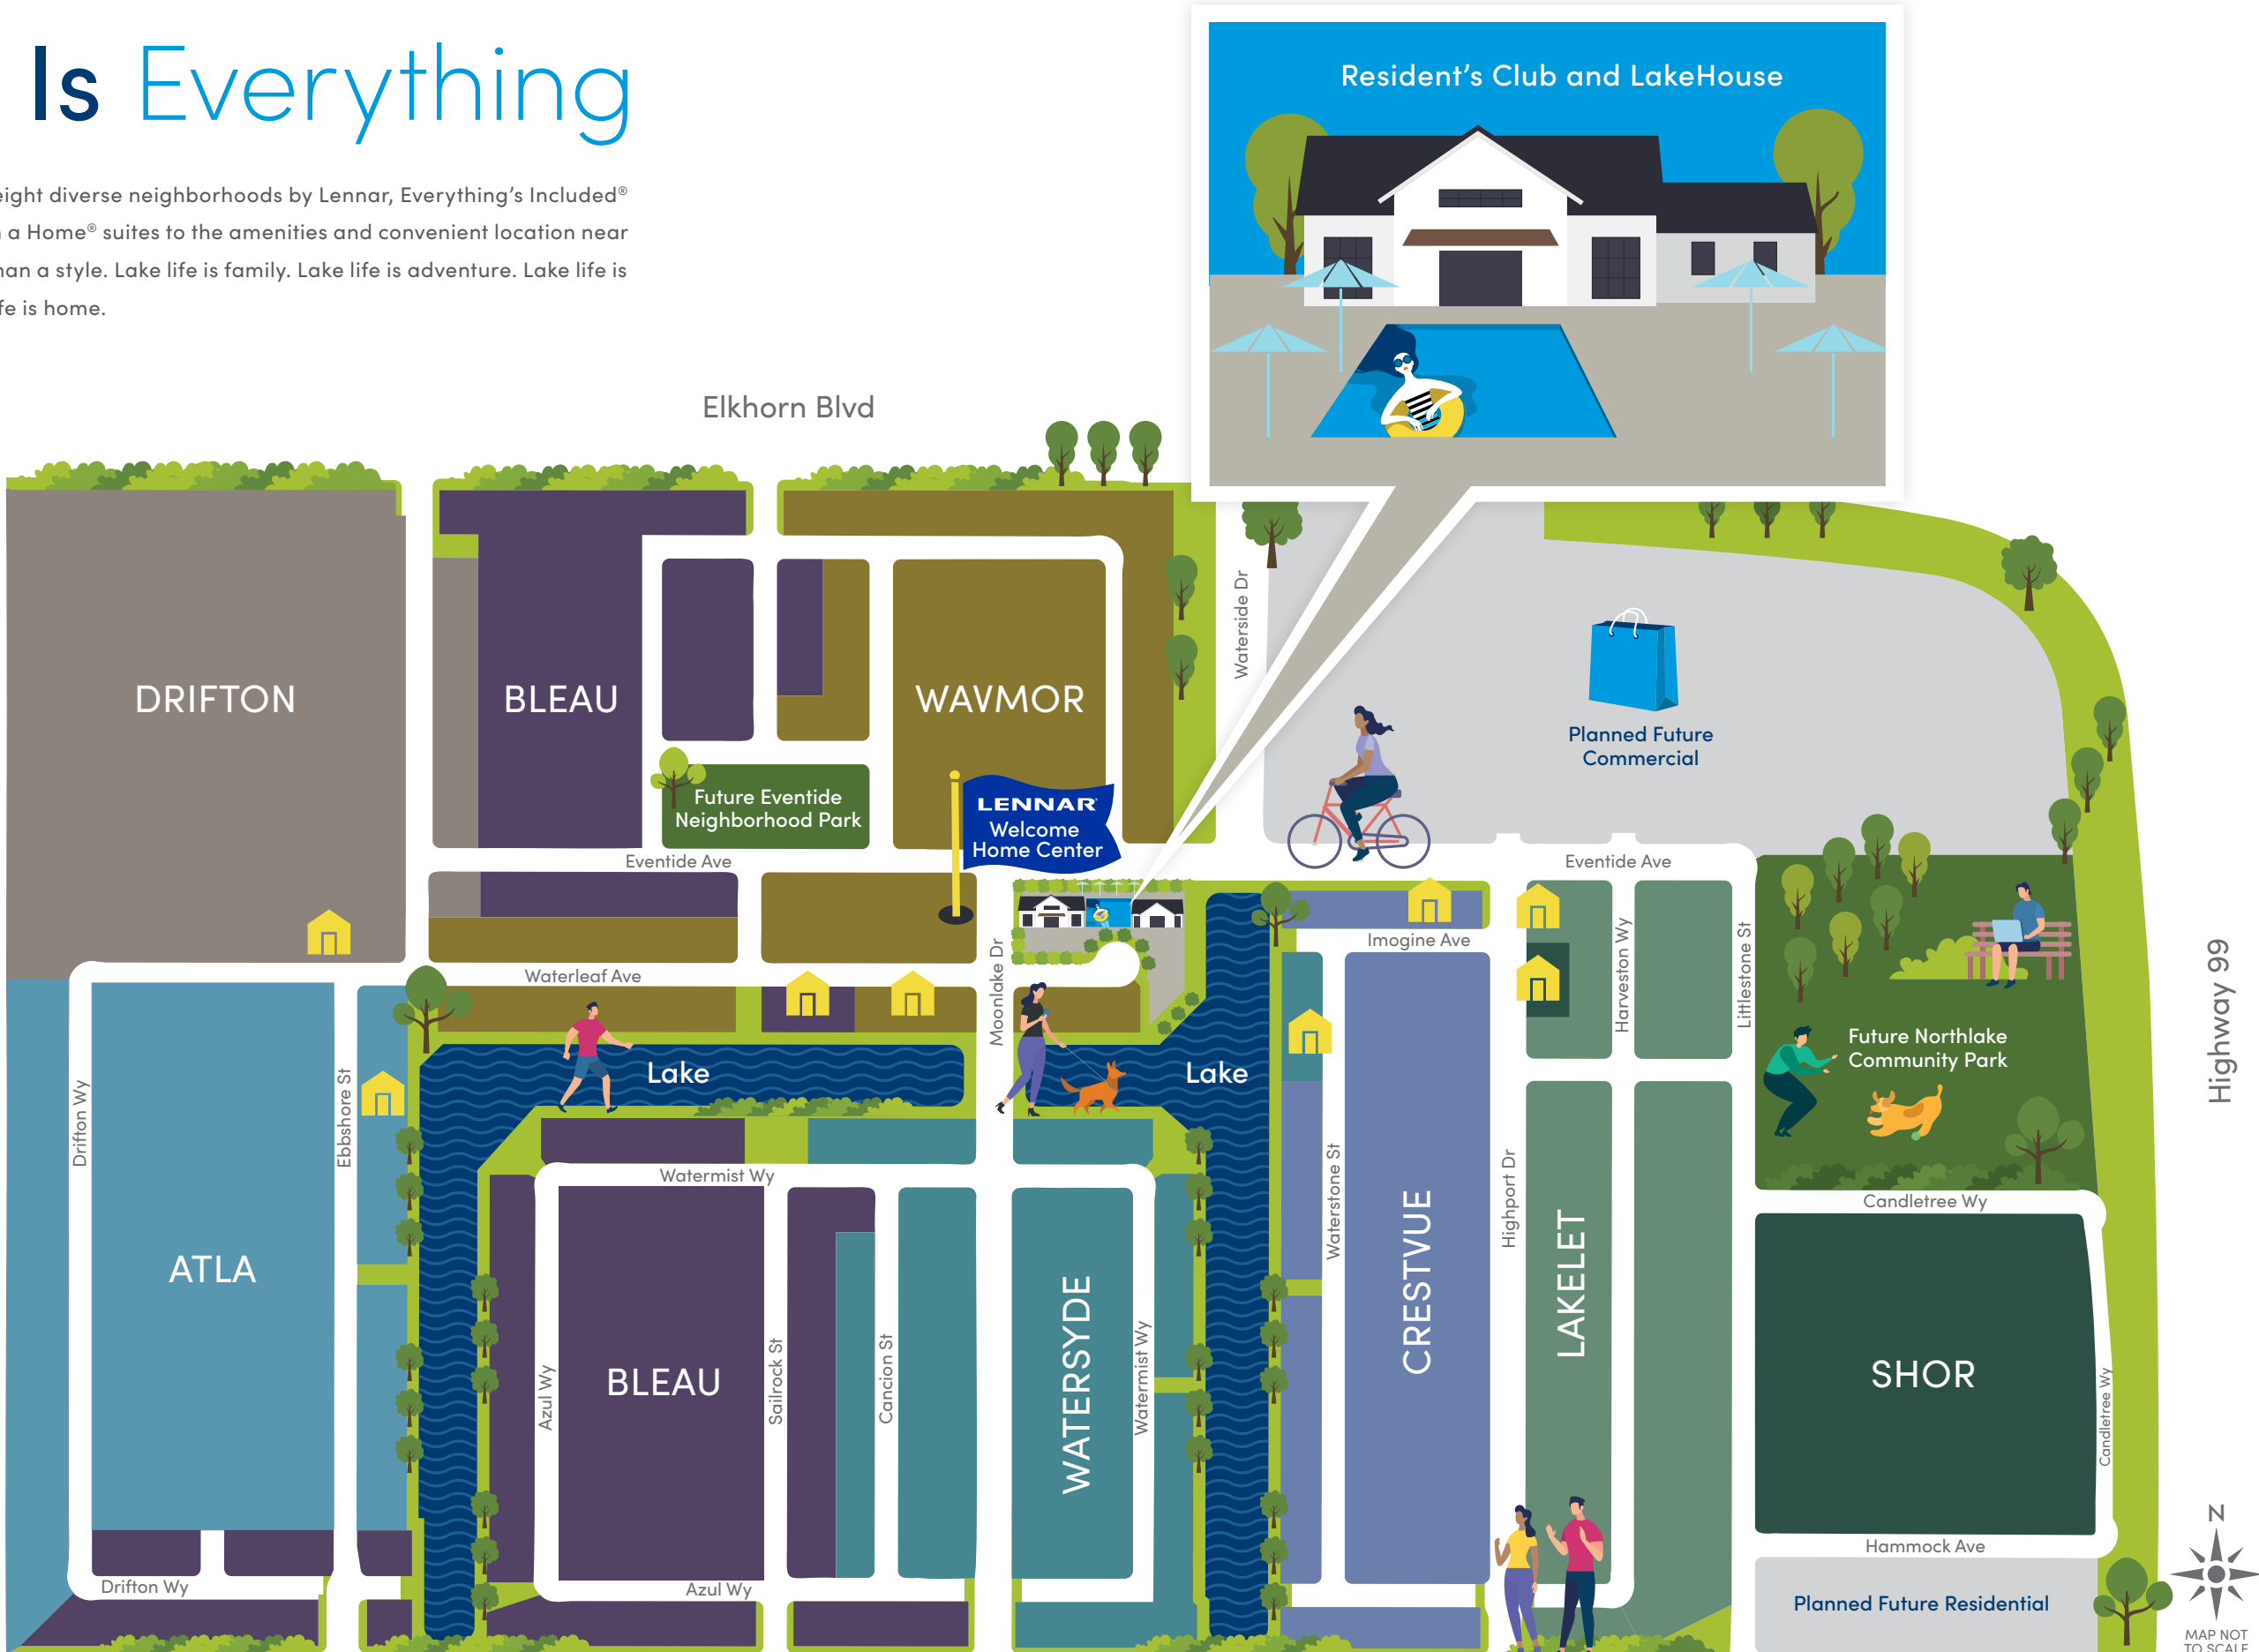 Is Everything
eight diverse neighborhoods by Lennar, Everything's Included®
a Home® suites to the amenities and convenient location near
han a style. Lake life is family. Lake life is adventure. Lake life is
fe is home.
Resident's Club and LakeHouse
Elkhorn Blvd
Waterside Dr
DRIFTON
BLEAU
WAVMOR
Planned Future
Commercial
Future Eventide
Neighborhood Park
LENNAR®
Welcome
Home Center
Eventide Ave
Eventide Ave
Imogine Ave
Waterleaf Ave
Moonlake Dr
Harveston Wy
Littlestone St
Highway 99
Lake
Lake
Future Northlake
Community Park
Drifton Wy
Ebbshore St
Watermist Wy
Waterstone St
Highport Dr
Candletree Wy
ATLA
CRESTVUE
LAKELET
WATERSYDE
SHOR
BLEAU
Azul Wy
Sailrock St
Cancion St
Watermist Wy
Candletree Wy
Hammock Ave
N
Drifton Wy
Azul Wy
Planned Future Residential
MAP NOT
TO SCALE